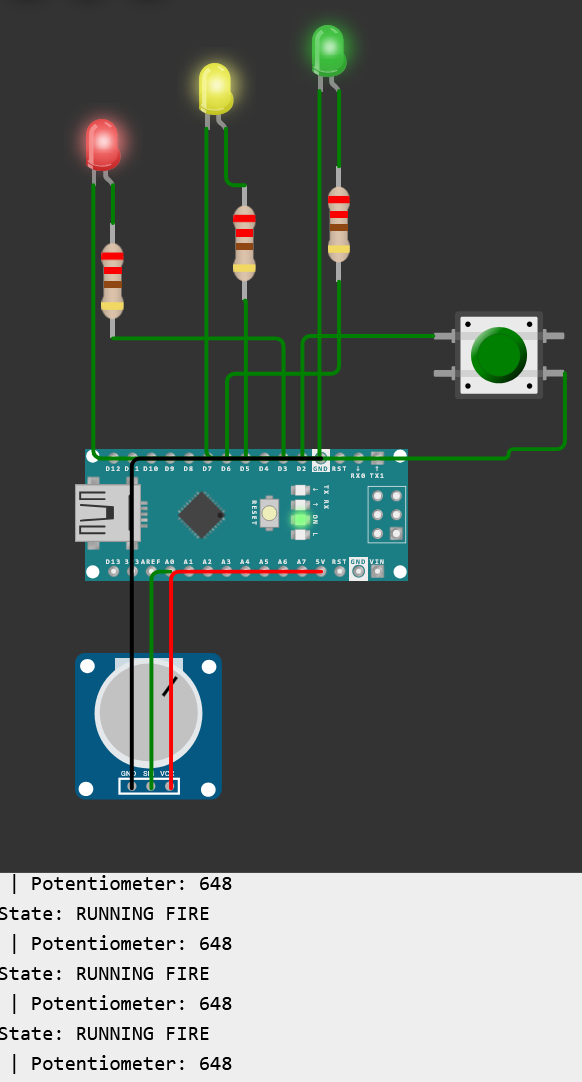 D12 D11 D10 D9 D8 D7 D6 D5 D4 D3 D2 GND RST ↓ ↑
RX0 TX1
TX RX
↓ ↑ ON L
RESET
D13 3V3 AREF A0 A1 A2 A3 A4 A5 A6 A7 5V RST GND VIN
GND SIG VCC
| Potentiometer: 648
State: RUNNING FIRE
| Potentiometer: 648
State: RUNNING FIRE
| Potentiometer: 648
State: RUNNING FIRE
| Potentiometer: 648